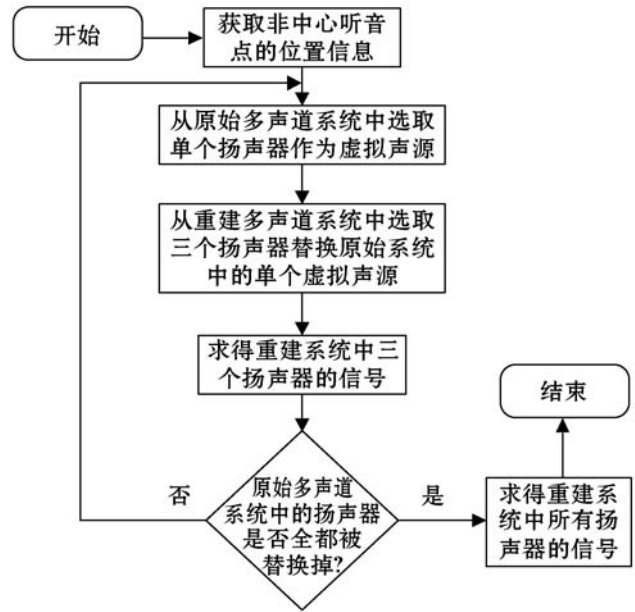 开始
获取非中心听音
点的位置信息
从原始多声道系统中选取
单个扬声器作为虚拟声源
从重建多声道系统中选取
三个扬声器替换原始系统
中的单个虚拟声源
求得重建系统中三
个扬声器的信号
原始多声道
系统中的扬声器
是否全都被
替换掉?
否
是
求得重建系
统中所有扬
声器的信号
结束